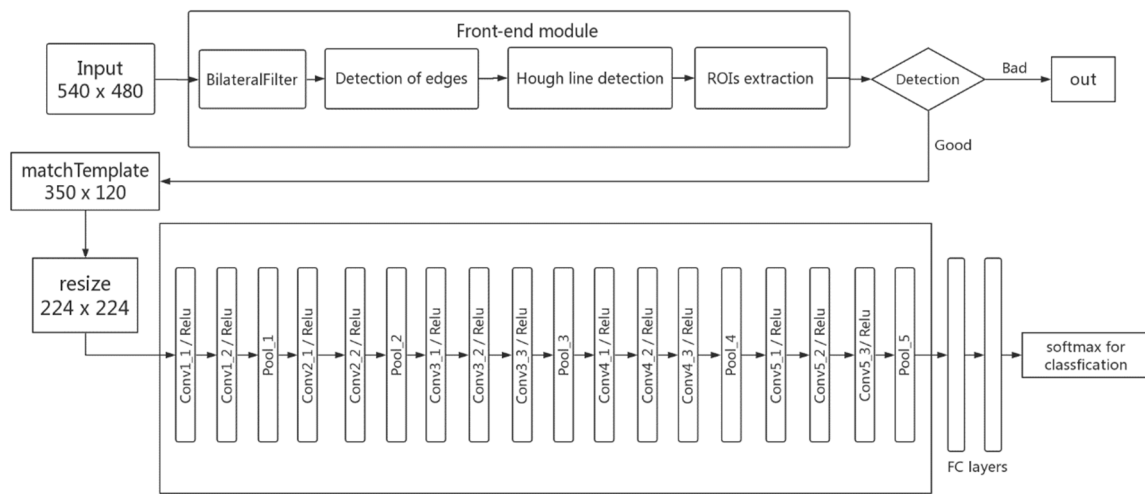 Front-end module
Input
540 x 480
BilateralFilter
Detection of edges
Hough line detection
ROIs extraction
Detection
Bad
out
Good
matchTemplate
350 x 120
resize
224 x 224
Conv1_1 / Relu
Conv1_2 / Relu
Pool_1
Conv2_1 / Relu
Conv2_2 / Relu
Pool_2
Conv3_1 / Relu
Conv3_2 / Relu
Conv3_3 / Relu
Pool_3
Conv4_1 / Relu
Conv4_2 / Relu
Conv4_3 / Relu
Pool_4
Conv5_1 / Relu
Conv5_2 / Relu
Conv5_3/ Relu
Pool_5
FC layers
softmax for
classfication